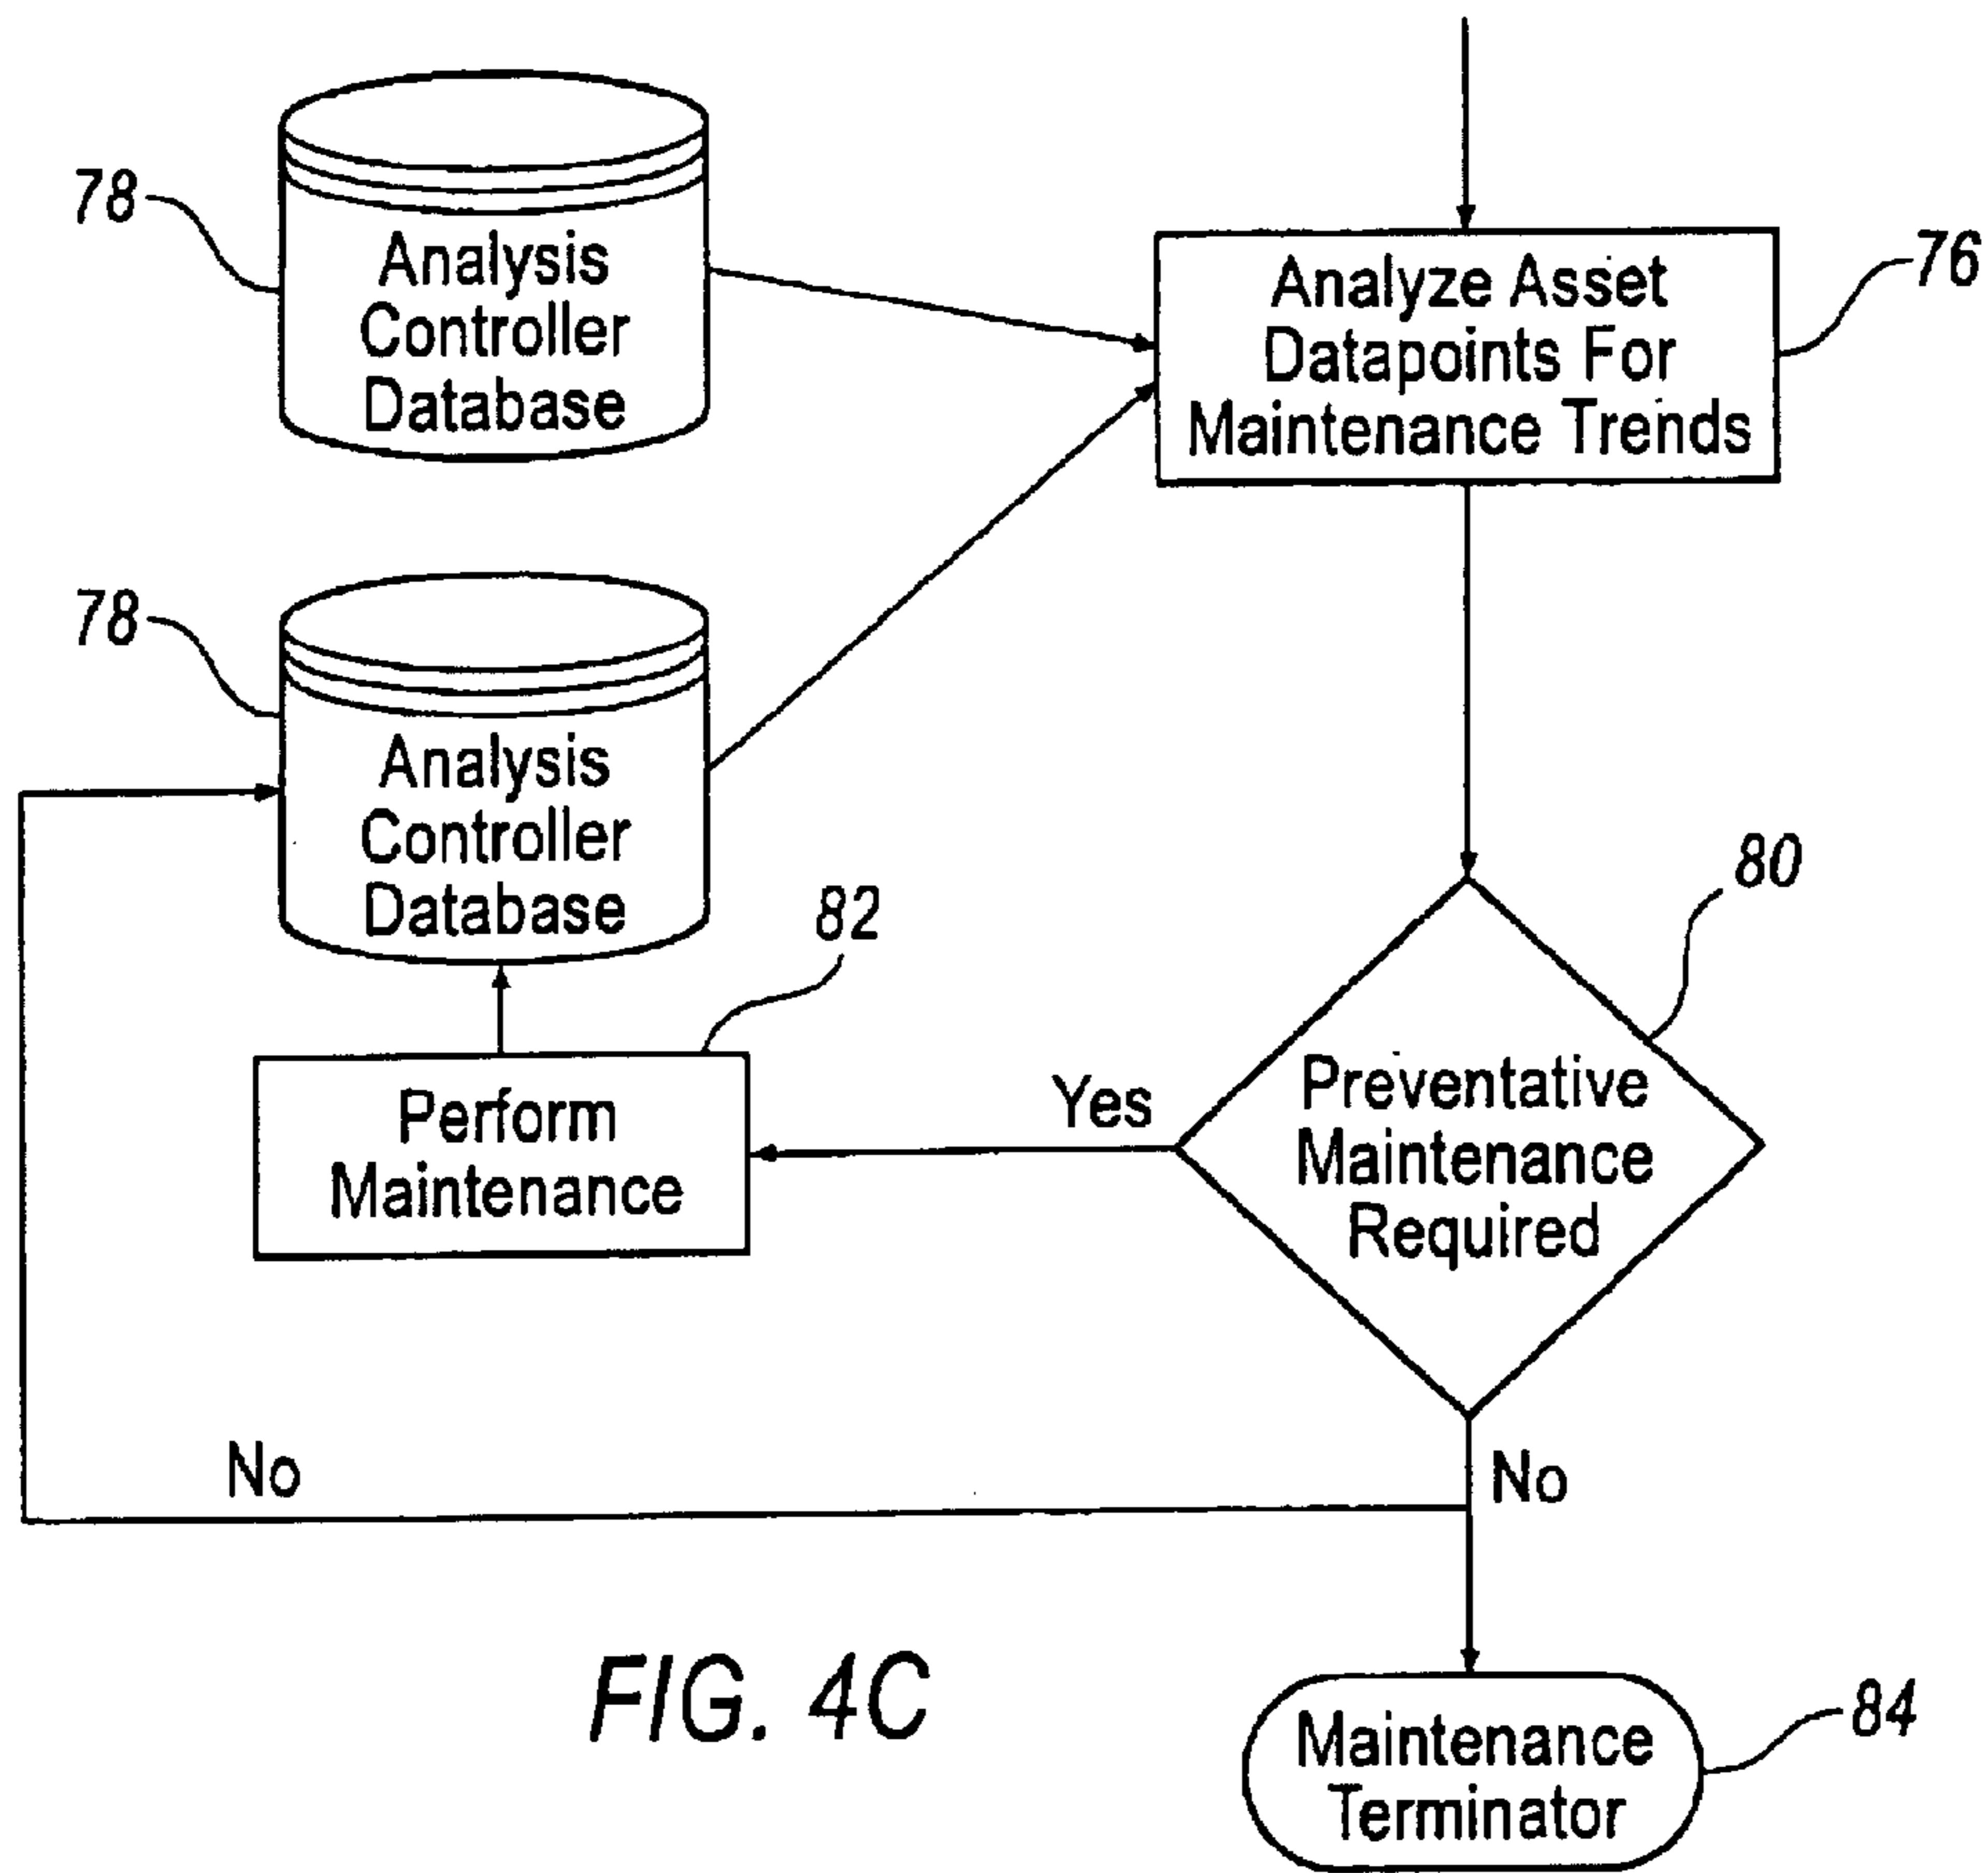 78
Analysis
Controller
Database
Analyze Asset
Datapoints For
Maintenance Trends
76
78
Analysis
Controller
Database
82
80
Perform
Maintenance
Yes
Preventative
Maintenance
Required
No
No
FIG. 4C
Maintenance
Terminator
84